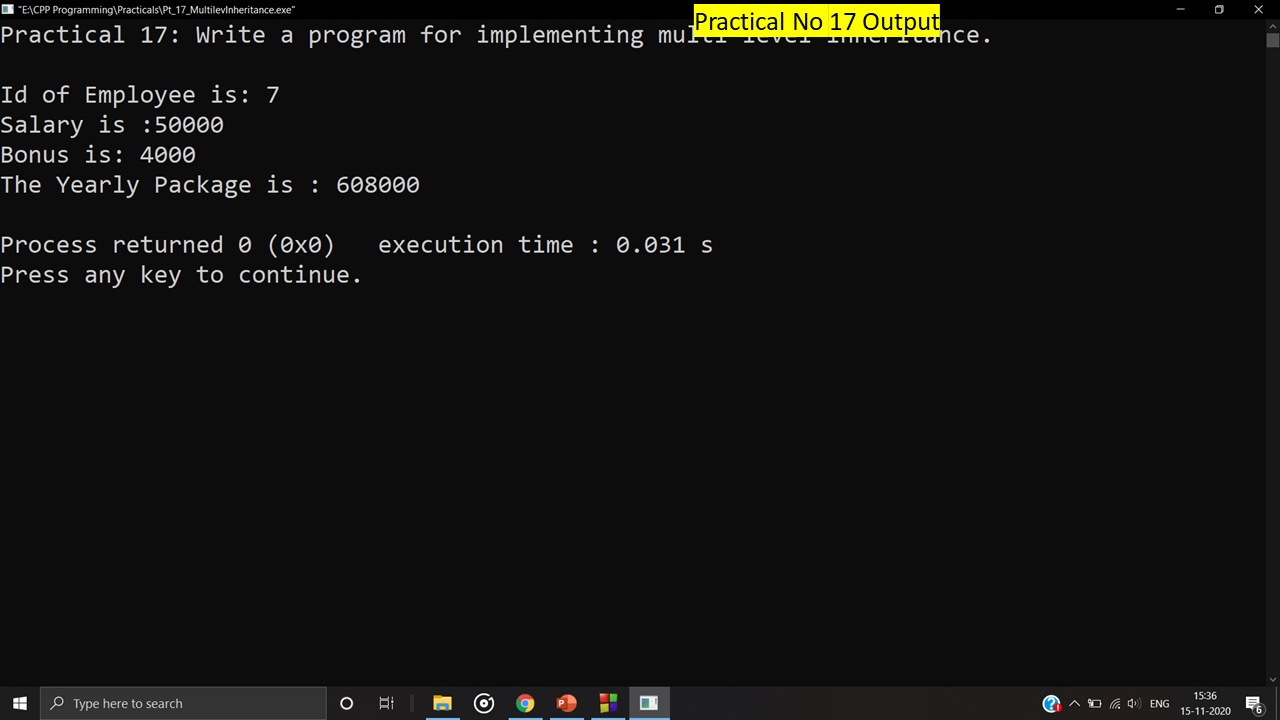 "E:\CPP Programming\Practicals\Pt_17_MultilevInheritance.exe"
Practical No 17 Output
Practical 17: Write a program for implementing multi level inheritance.
Id of Employee is: 7
Salary is :50000
Bonus is: 4000
The Yearly Package is : 608000
Process returned 0 (0x0)   execution time : 0.031 s
Press any key to continue.
Type here to search
ENG
15:36
15-11-2020
6